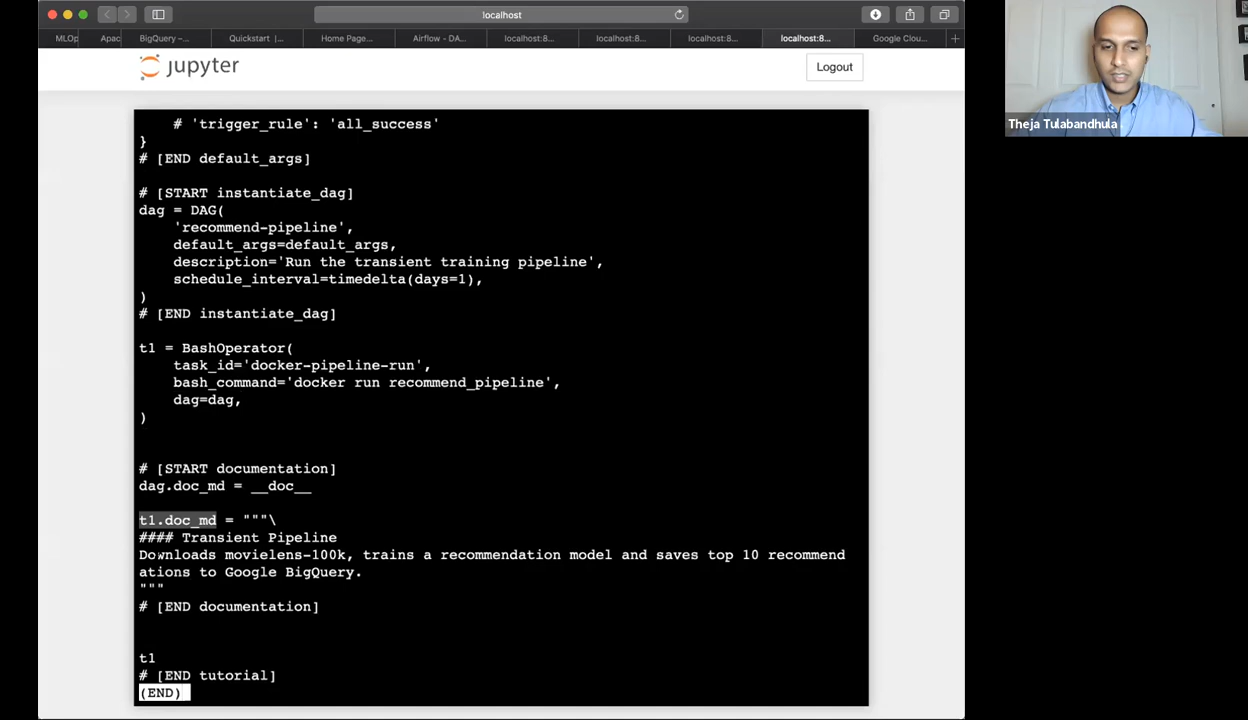 localhost
MLOp
Apac
BigQuery –...
Quickstart |...
Home Page...
Airflow - DA...
localhost:8...
localhost:8...
localhost:8...
localhost:8...
Google Clou...
jupyter
Logout
# 'trigger_rule': 'all_success'
}
# [END default_args]
# [START instantiate_dag]
dag = DAG(
'recommend-pipeline',
default_args=default_args,
description='Run the transient training pipeline',
schedule_interval=timedelta(days=1),
)
# [END instantiate_dag]
t1 = BashOperator(
task_id='docker-pipeline-run',
bash_command='docker run recommend_pipeline',
dag=dag,
)
# [START documentation]
dag.doc_md = __doc__
t1.doc_md = """\
#### Transient Pipeline
Downloads movielens-100k, trains a recommendation model and saves top 10 recommend
ations to Google BigQuery.
"""
# [END documentation]
t1
# [END tutorial]
(END)
Theja Tulabandhula